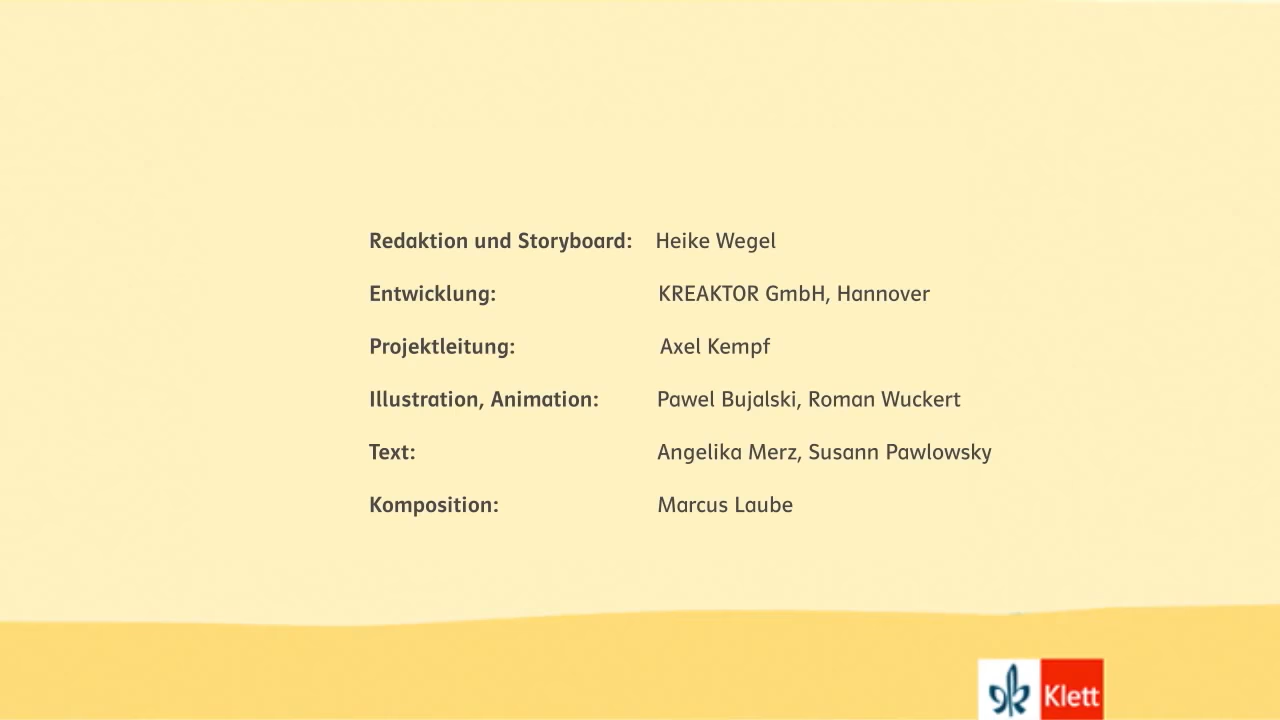 Redaktion und Storyboard: Heike Wegel
Entwicklung: KREAKTOR GmbH, Hannover
Projektleitung: Axel Kempf
Illustration, Animation: Pawel Bujalski, Roman Wuckert
Text: Angelika Merz, Susann Pawlowsky
Komposition: Marcus Laube
Klett